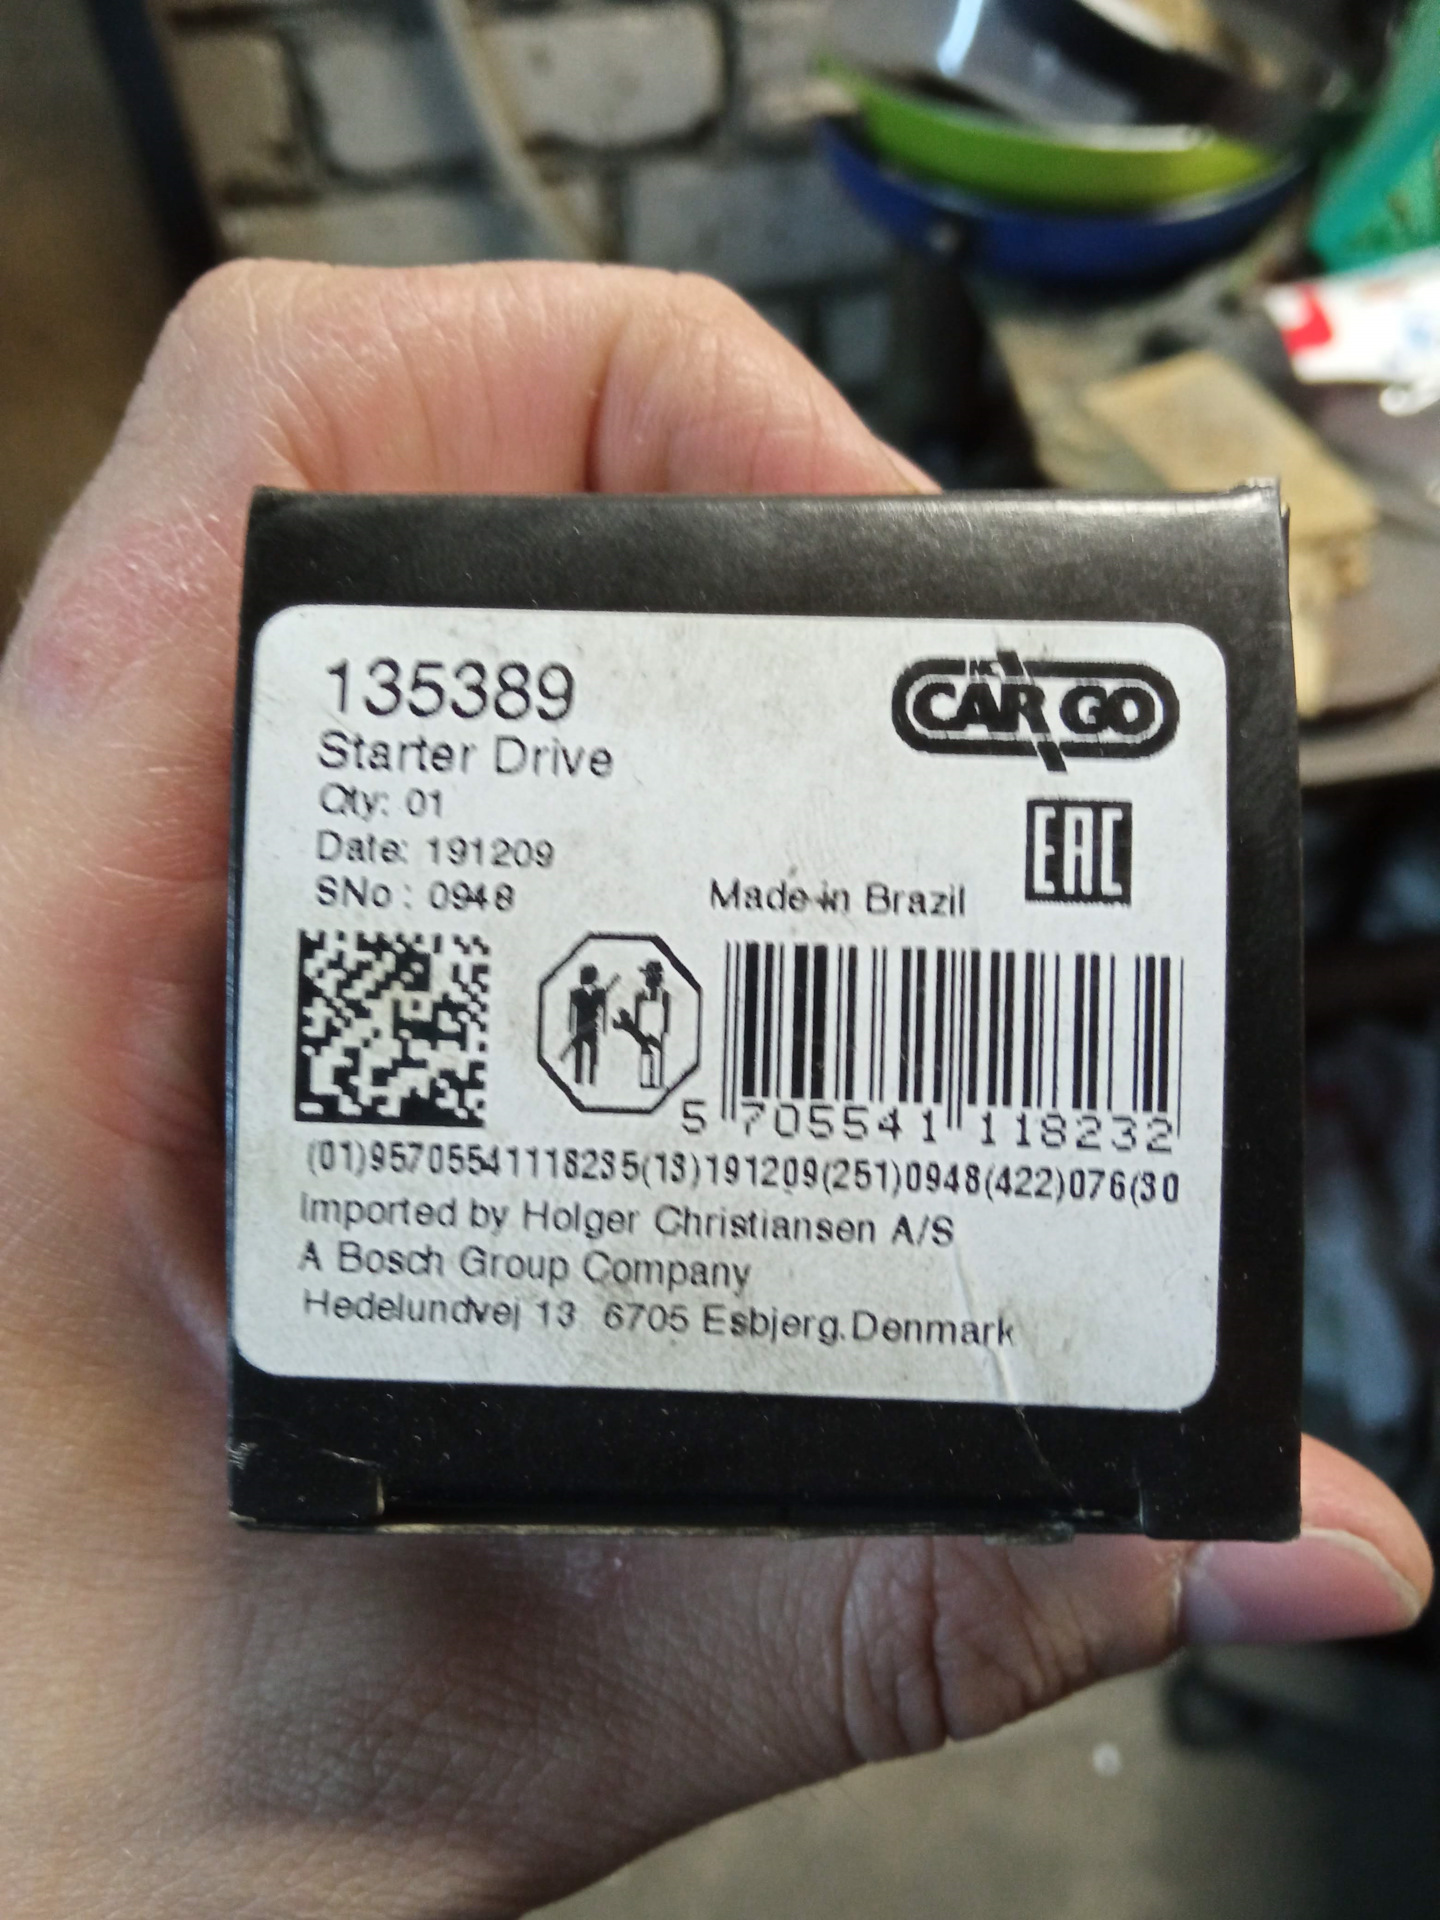 135389
CARGO
Starter Drive
Qty: 01
Date: 191209
SNo : 0948
Made in Brazil
EAC
5 705541 118232
(01)95705541118235(13)191209(251)0948(422)076(30
Imported by Holger Christiansen A/S
A Bosch Group Company
Hedelundvej 13 6705 Esbjerg.Denmark